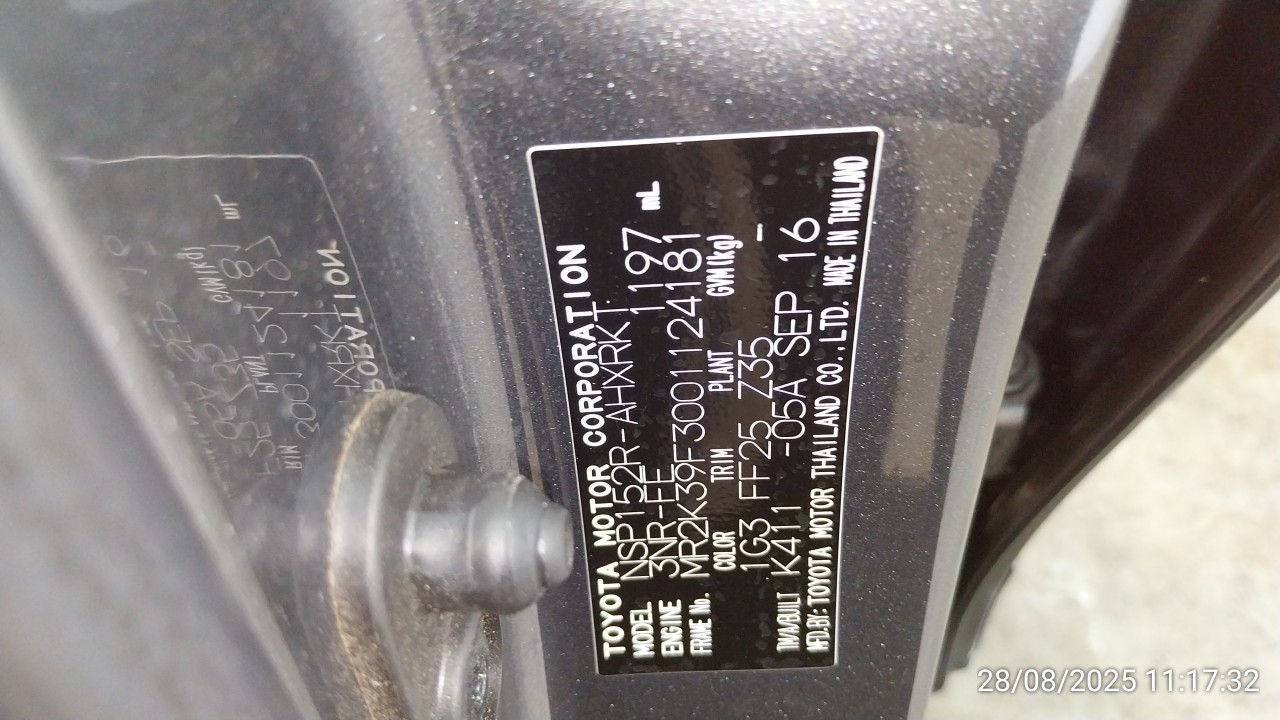 TOYOTA MOTOR CORPORATION
MODEL NSP152R-AHXRKT
ENGINE 3NR-FE 1197 mL
FRAME No. MR2K39F3001124181
COLOR TRIM PLANT GVM(kg)
1G3 FF25 Z35 -
TM/A/BUILT K411 -05A SEP 16
MFD.BY:TOYOTA MOTOR THAILAND CO.,LTD. MADE IN THAILAND
28/08/2025 11:17:32